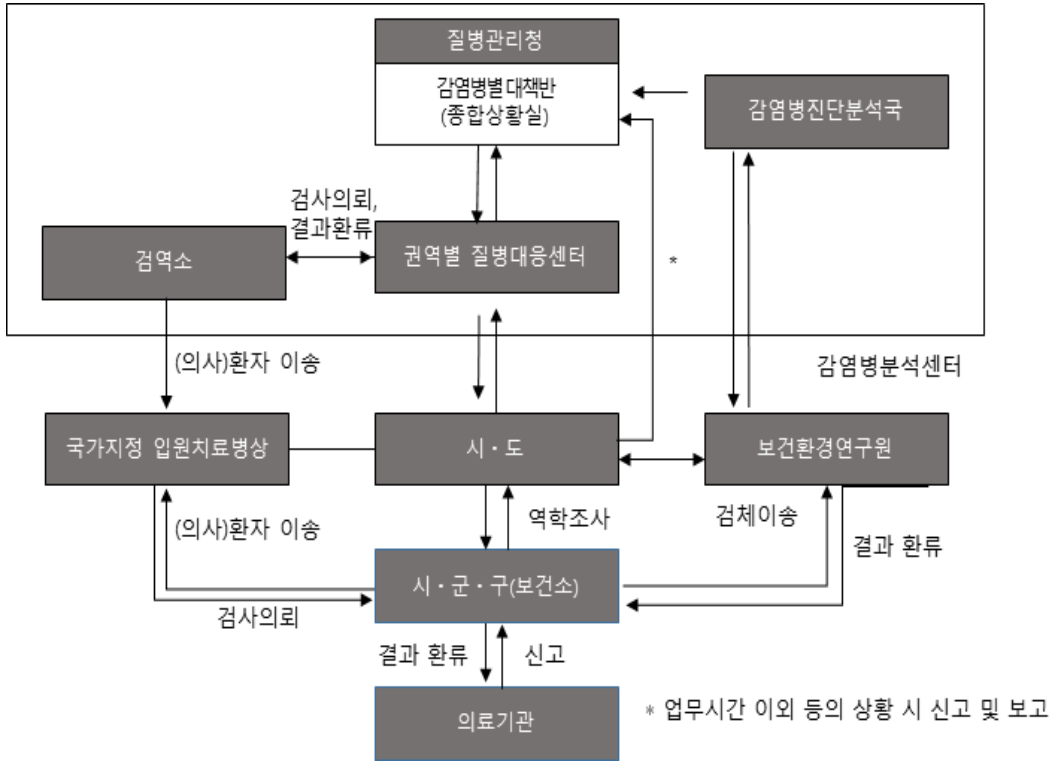 질병관리청
감염병별 대책반
(종합상황실)
감염병진단분석국
검사의뢰,
결과환류
검역소
권역별 질병대응센터
*
(의사)환자 이송
감염병분석센터
국가지정 입원치료병상
시・도
보건환경연구원
(의사)환자 이송
역학조사
검체이송
결과 환류
시・군・구(보건소)
검사의뢰
결과 환류
신고
의료기관
* 업무시간 이외 등의 상황 시 신고 및 보고